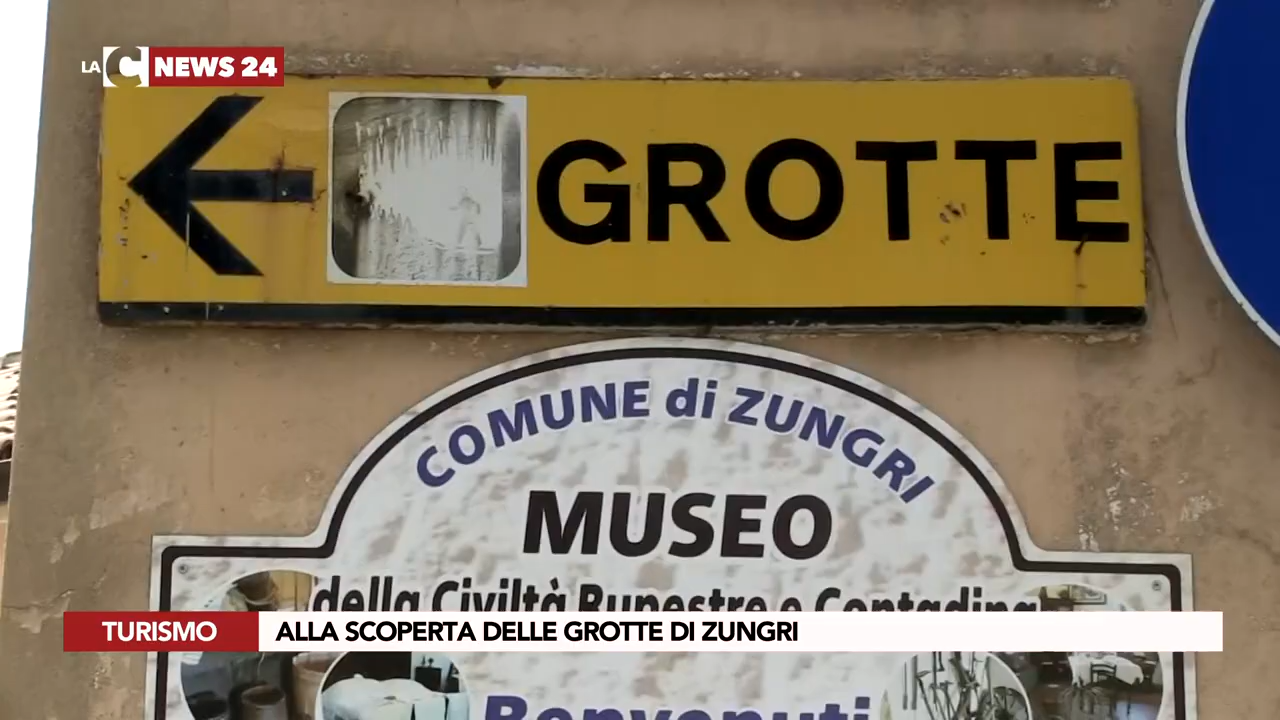 LA C NEWS 24
GROTTE
COMUNE di ZUNGRI
MUSEO
della Civiltà Rupestre e Contadina
TURISMO ALLA SCOPERTA DELLE GROTTE DI ZUNGRI
Benvenuti